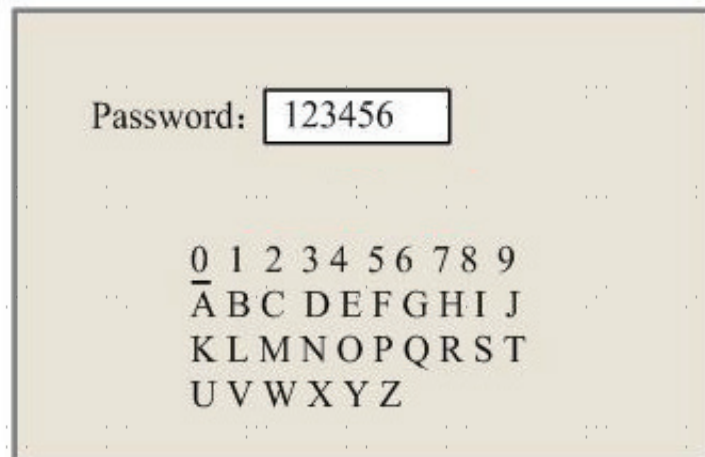 Password： 123456
0 1 2 3 4 5 6 7 8 9
A B C D E F G H I J
K L M N O P Q R S T
U V W X Y Z